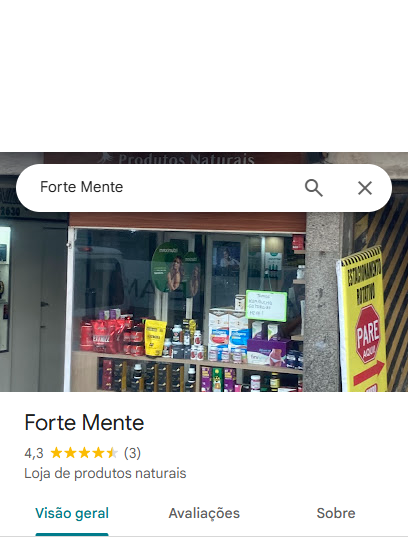 Produtos Naturais
Forte Mente
2630
ESTACIONAMENTO
ROTATIVO
PARE
AQUI
Forte Mente
4,3 (3)
Loja de produtos naturais
Visão geral
Avaliações
Sobre